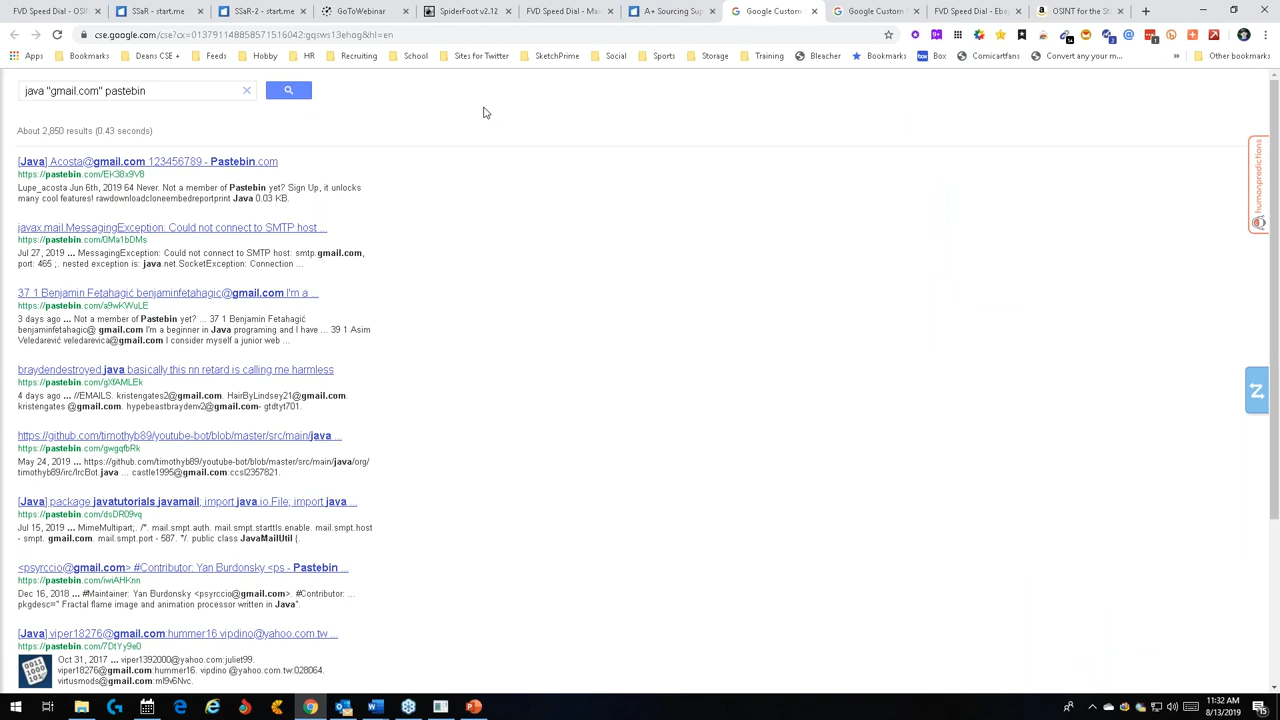 FVD Speed Dial - OSIF
SSaR - start.me
SSaR-2 - start.me
GoToWebinar
SpiderFoot v2.12
FVD Speed Dial - Ma
A+ Sourcing Sup
Google Custom
Google Custom
FVD Speed Dial - Eboy
OSINT for the St
cse.google.com/cse?cx=013791148858571516042:gqsws13ehog&hl=en
Apps
Bookmarks
Deans:CSE +
Feeds
Hobby
HR
Recruiting
School
Sites for Twitter
SketchPrime
Social
Sports
Storage
Training
Bleacher
Bookmarks
Box
Comicartfans
Convert any your m...
Other bookmarks
java "gmail.com" pastebin
About 2,850 results (0.43 seconds)
[Java] Acosta@gmail.com 123456789 - Pastebin.com
https://pastebin.com/EK38x9V8
Lupe_acosta Jun 6th, 2019 64 Never. Not a member of Pastebin yet? Sign Up, it unlocks
many cool features! rawdownloadcloneembedreportprint Java 0.03 KB.
javax.mail.MessagingException: Could not connect to SMTP host ...
https://pastebin.com/0Ma1bDMs
Jul 27, 2019 ... MessagingException: Could not connect to SMTP host: smtp.gmail.com,
port: 465 ;. nested exception is: java.net.SocketException: Connection ...
37 1 Benjamin Fetahagić benjaminfetahagic@gmail.com I'm a ...
https://pastebin.com/a9wKWuLE
3 days ago ... Not a member of Pastebin yet? ... 37 1 Benjamin Fetahagić
benjaminfetahagic@ gmail.com I'm a beginner in Java programing and I have ... 39 1 Asim
Veledarević veledarevica@gmail.com I consider myself a junior web ...
braydendestroyed java basically this nn retard is calling me harmless
https://pastebin.com/gXfAMLEk
4 days ago ... //EMAILS. kristengates2@gmail.com. HairByLindsey21@gmail.com.
kristengates @gmail.com. hypebeastbraydenv2@gmail.com- gtdtyt701.
https://github.com/timothyb89/youtube-bot/blob/master/src/main/java ...
https://pastebin.com/gwgqfbRk
May 24, 2019 ... https://github.com/timothyb89/youtube-bot/blob/master/src/main/java/org/
timothyb89/irc/IrcBot.java ... castle1995@gmail.com:ccsl2357821.
[Java] package javatutorials javamail; import java.io.File; import java ...
https://pastebin.com/dsDR09vq
Jul 15, 2019 ... MimeMultipart;. /*. mail.smpt.auth. mail.smpt.starttls.enable. mail.smpt.host
- smpt. gmail.com. mail.smpt.port - 587. */. public class JavaMailUtil {.
<psyrccio@gmail.com> #Contributor: Yan Burdonsky <ps - Pastebin ...
https://pastebin.com/iwiAHKnn
Dec 16, 2018 ... #Maintainer: Yan Burdonsky <psyrccio@gmail.com>. #Contributor: ...
pkgdesc=" Fractal flame image and animation processor written in Java".
[Java] viper18276@gmail.com:hummer16 vipdino@yahoo.com.tw ...
https://pastebin.com/7DtYy9e0
Oct 31, 2017 ... viper1392000@yahoo.com:juliet99.
viper18276@gmail.com:hummer16. vipdino @yahoo.com.tw:028064.
virtusmods@gmail.com:ml9v6Nvc.
humanpredictions
11:32 AM
8/13/2019
15